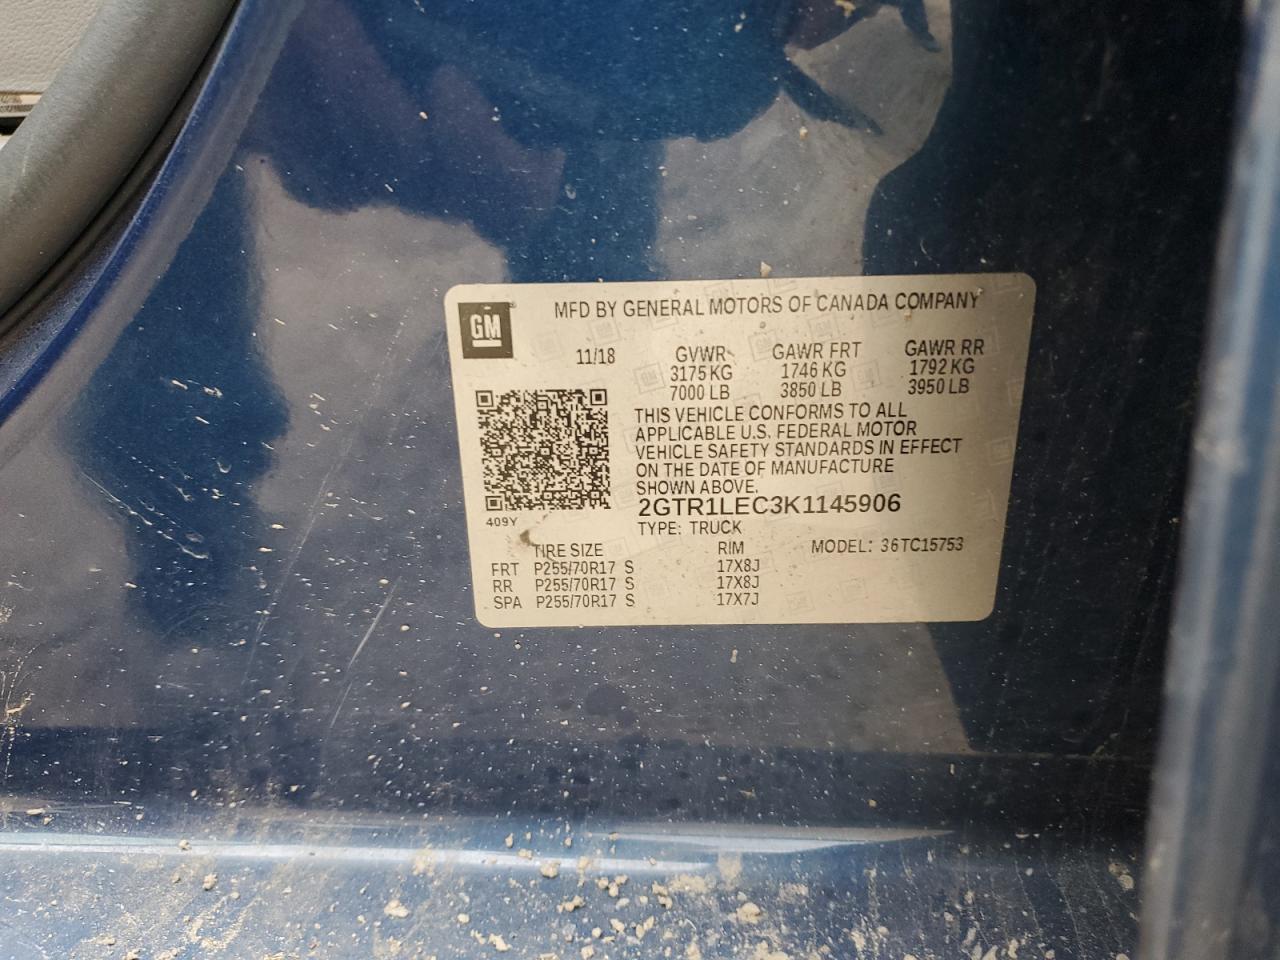 GM
MFD BY GENERAL MOTORS OF CANADA COMPANY
11/18 GVWR GAWR FRT GAWR RR
3175 KG 1746 KG 1792 KG
7000 LB 3850 LB 3950 LB
THIS VEHICLE CONFORMS TO ALL
APPLICABLE U.S. FEDERAL MOTOR
VEHICLE SAFETY STANDARDS IN EFFECT
ON THE DATE OF MANUFACTURE
SHOWN ABOVE.
2GTR1LEC3K1145906
409Y
TYPE: TRUCK
TIRE SIZE RIM MODEL: 36TC15753
FRT P255/70R17 S 17X8J
RR P255/70R17 S 17X8J
SPA P255/70R17 S 17X7J